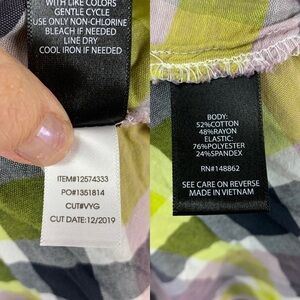 WITH LIKE COLORS
GENTLE CYCLE
USE ONLY NON-CHLORINE
BLEACH IF NEEDED
LINE DRY
COOL IRON IF NEEDED
ITEM#12574333
PO#1351814
CUT#VYG
CUT DATE:12/2019
BODY:
52%COTTON
48%RAYON
ELASTIC:
76%POLYESTER
24%SPANDEX
RN#148862
SEE CARE ON REVERSE
MADE IN VIETNAM